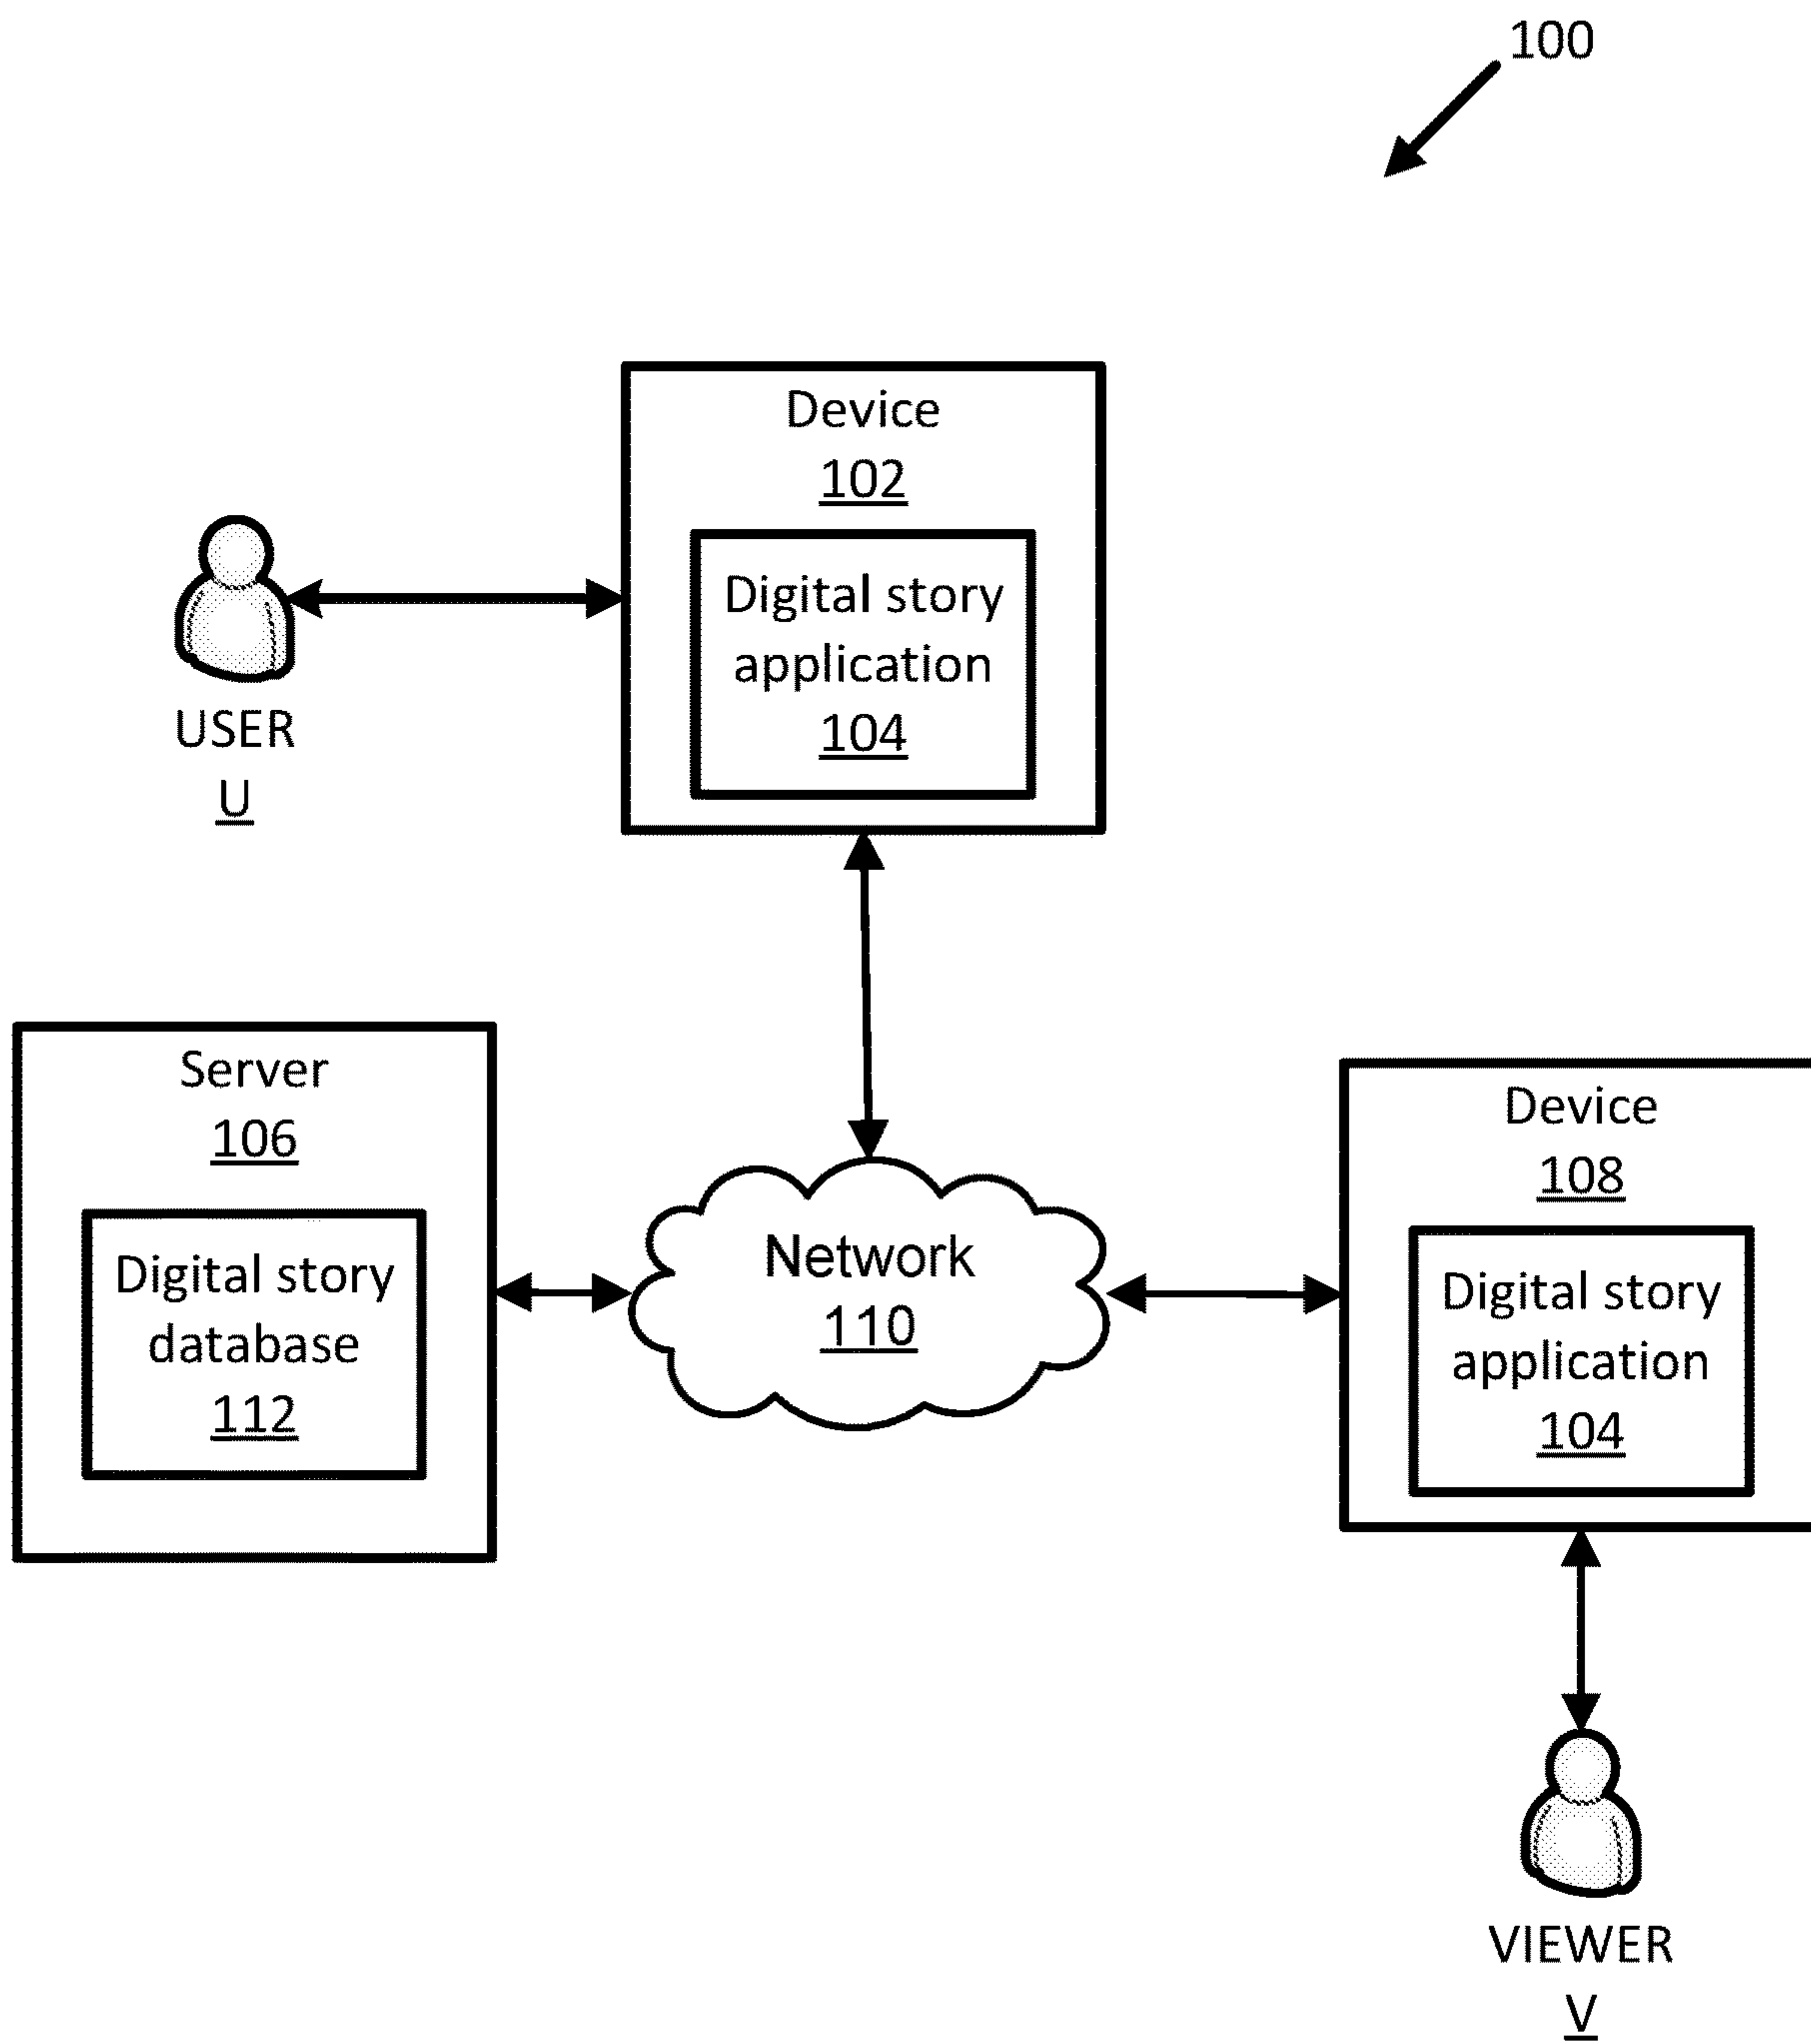 100
Device
102
Digital story
application
104
USER
U
Server
106
Digital story
database
112
Network
110
Device
108
Digital story
application
104
VIEWER
V